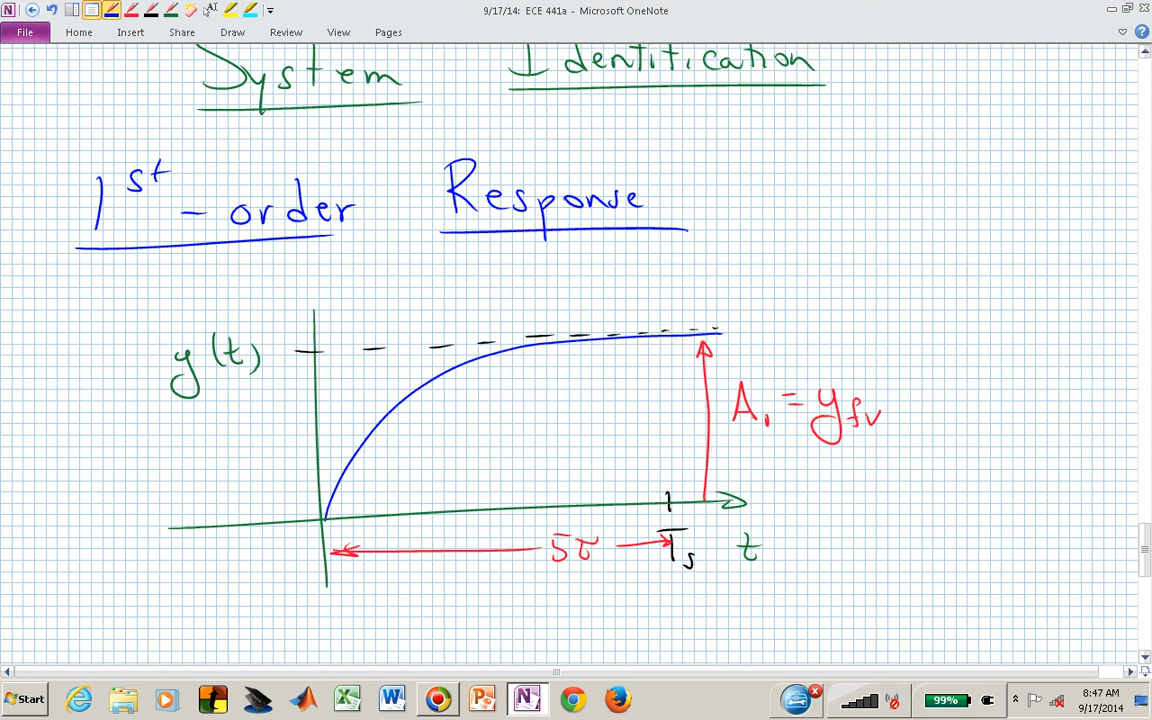 9/17/14: ECE 441a - Microsoft OneNote
File Home Insert Share Draw Review View Pages
System Identification
1st - order Response
y(t)
A1 = yfv
5τ
Ts
t
Start
99%
8:47 AM
9/17/2014